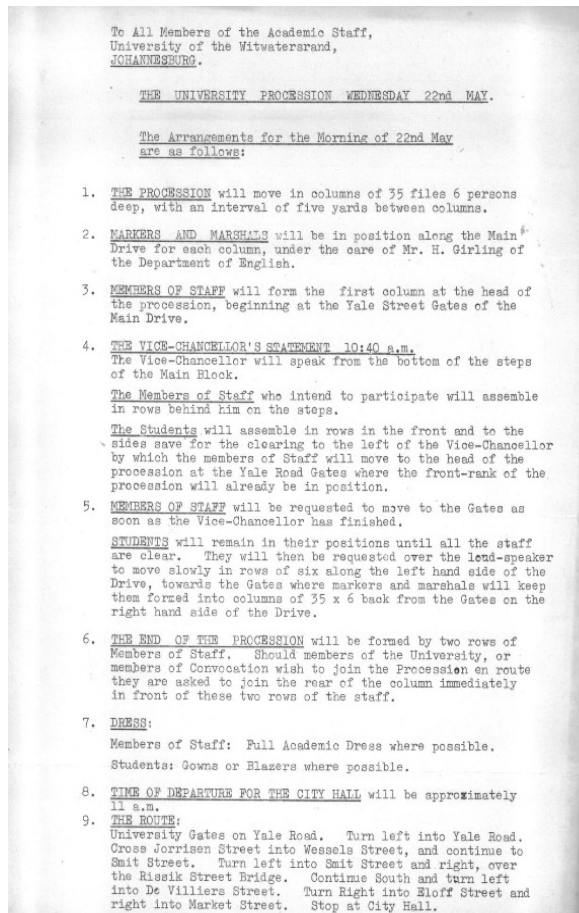 To All Members of the Academic Staff,
University of the Witwatersrand,
JOHANNESBURG.
THE UNIVERSITY PROCESSION WEDNESDAY 22nd MAY.
The Arrangements for the Morning of 22nd May
are as follows:
1. THE PROCESSION will move in columns of 35 files 6 persons
deep, with an interval of five yards between columns.
2. MARKERS AND MARSHALS will be in position along the Main
Drive for each column, under the care of Mr. H. Girling of
the Department of English.
3. MEMBERS OF STAFF will form the first column at the head of
the procession, beginning at the Yale Street Gates of the
Main Drive.
4. THE VICE-CHANCELLOR'S STATEMENT 10:40 a.m.
The Vice-Chancellor will speak from the bottom of the steps
of the Main Block.
The Members of Staff who intend to participate will assemble
in rows behind him on the steps.
The Students will assemble in rows in the front and to the
sides save for the clearing to the left of the Vice-Chancellor
by which the members of Staff will move to the head of the
procession at the Yale Road Gates where the front-rank of the
procession will already be in position.
5. MEMBERS OF STAFF will be requested to move to the Gates as
soon as the Vice-Chancellor has finished.
STUDENTS will remain in their positions until all the staff
are clear. They will then be requested over the loud-speaker
to move slowly in rows of six along the left hand side of the
Drive, towards the Gates where markers and marshals will keep
them formed into columns of 35 x 6 back from the Gates on the
right hand side of the Drive.
6. THE END OF THE PROCESSION will be formed by two rows of
Members of Staff. Should members of the University, or
members of Convocation wish to join the Procession en route
they are asked to join the rear of the column immediately
in front of these two rows of the staff.
7. DRESS:
Members of Staff: Full Academic Dress where possible.
Students: Gowns or Blazers where possible.
8. TIME OF DEPARTURE FOR THE CITY HALL will be approximately
11 a.m.
9. THE ROUTE:
University Gates on Yale Road. Turn left into Yale Road.
Cross Jorrisen Street into Wessels Street, and continue to
Smit Street. Turn left into Smit Street and right, over
the Rissik Street Bridge. Continue South and turn left
into De Villiers Street. Turn Right into Eloff Street and
right into Market Street. Stop at City Hall.